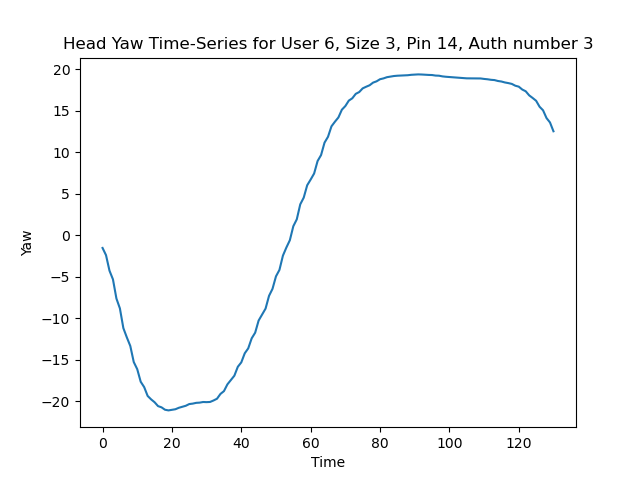 Head Yaw Time-Series for User 6, Size 3, Pin 14, Auth number 3
20
15
10
5
0
−5
−10
−15
−20
Yaw
0 20 40 60 80 100 120
Time